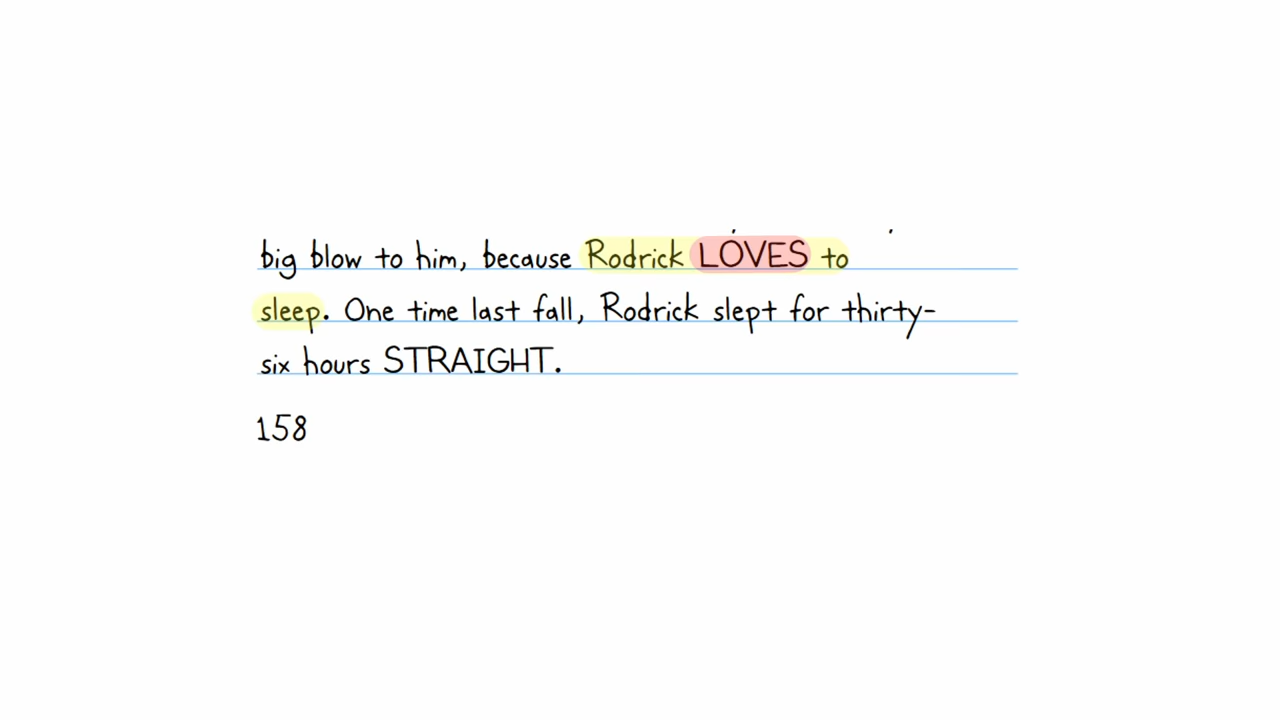 big blow to him, because Rodrick LOVES to
sleep. One time last fall, Rodrick slept for thirty-
six hours STRAIGHT.
158